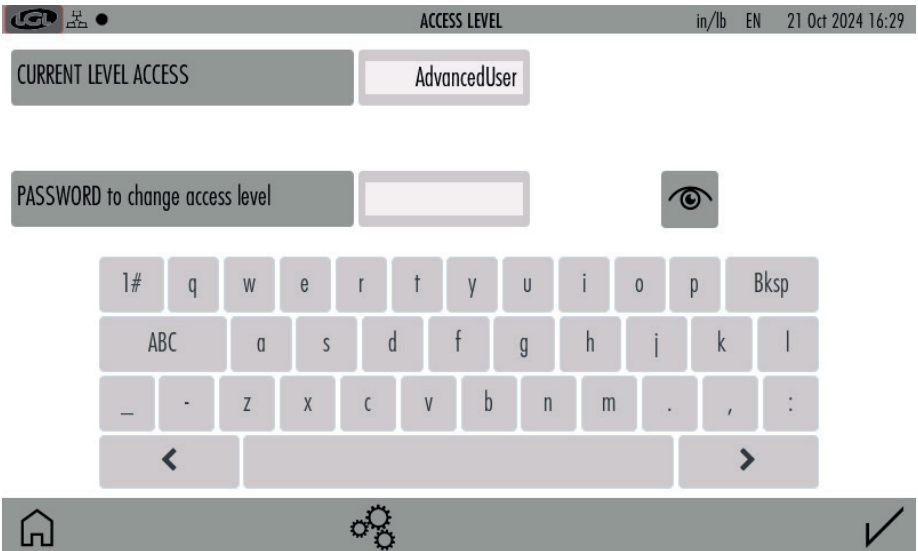 LGL ACCESS LEVEL in/lb EN 21 Oct 2024 16:29
CURRENT LEVEL ACCESS AdvancedUser
PASSWORD to change access level
1# q w e r t y u i o p Bksp
ABC a s d f g h j k l
_ - z x c v b n m . , :
< >